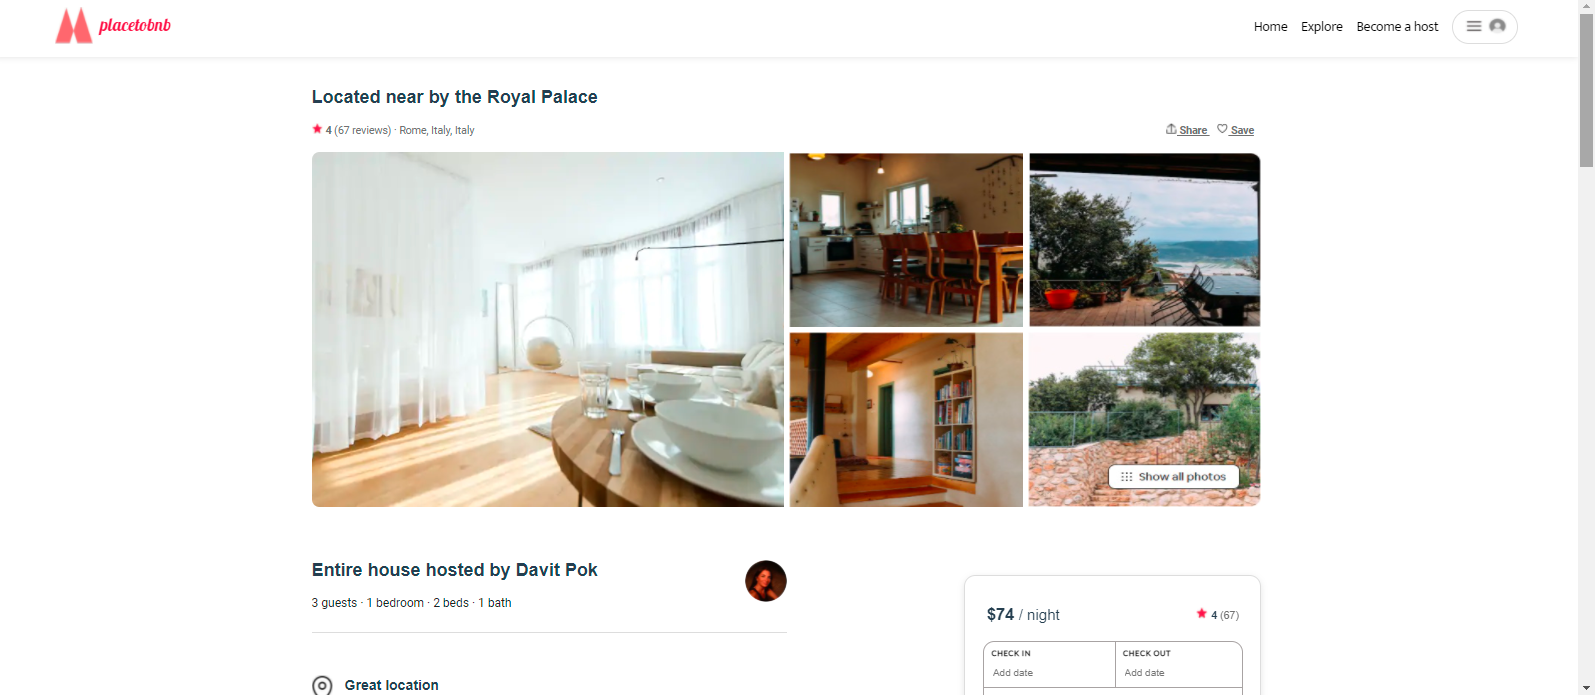 placetobnb
Home Explore Become a host
Located near by the Royal Palace
4 (67 reviews) · Rome, Italy, Italy
Share Save
Show all photos
Entire house hosted by Davit Pok
3 guests · 1 bedroom · 2 beds · 1 bath
$74 / night
4 (67)
CHECK IN CHECK OUT
Add date Add date
Great location